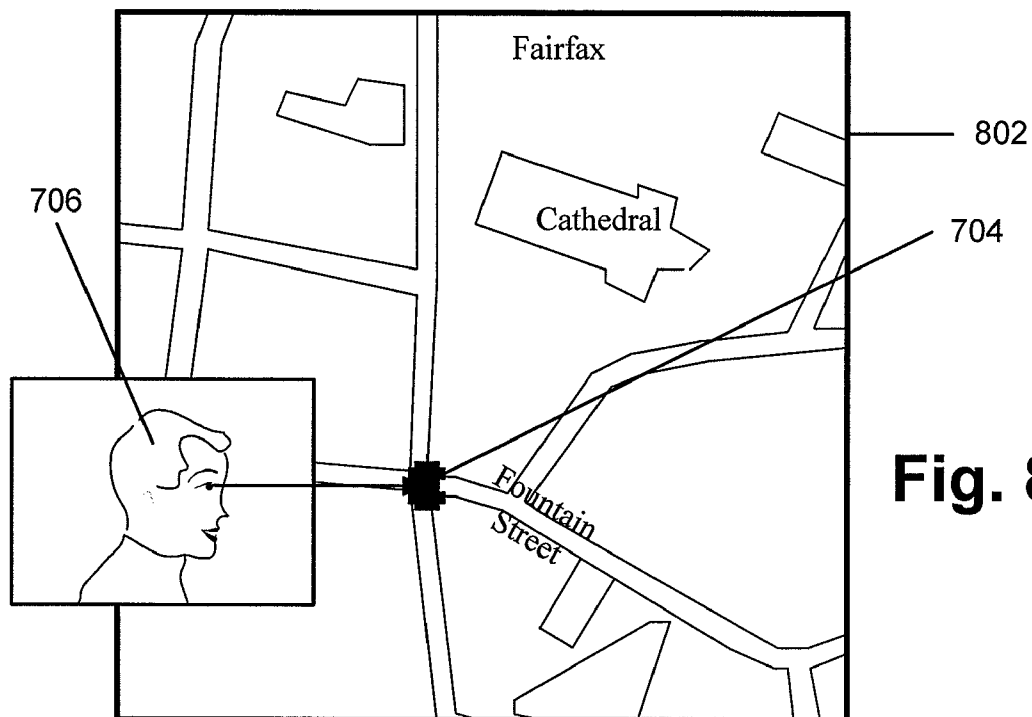 Fairfax
802
706
Cathedral
704
Fig. 8
Fountain
Street